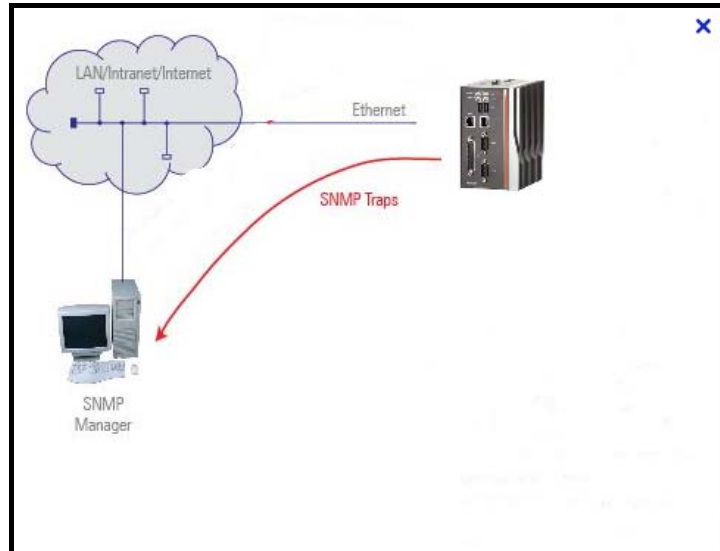 LAN/Intranet/Internet
Ethernet
SNMP Traps
SNMP
Manager